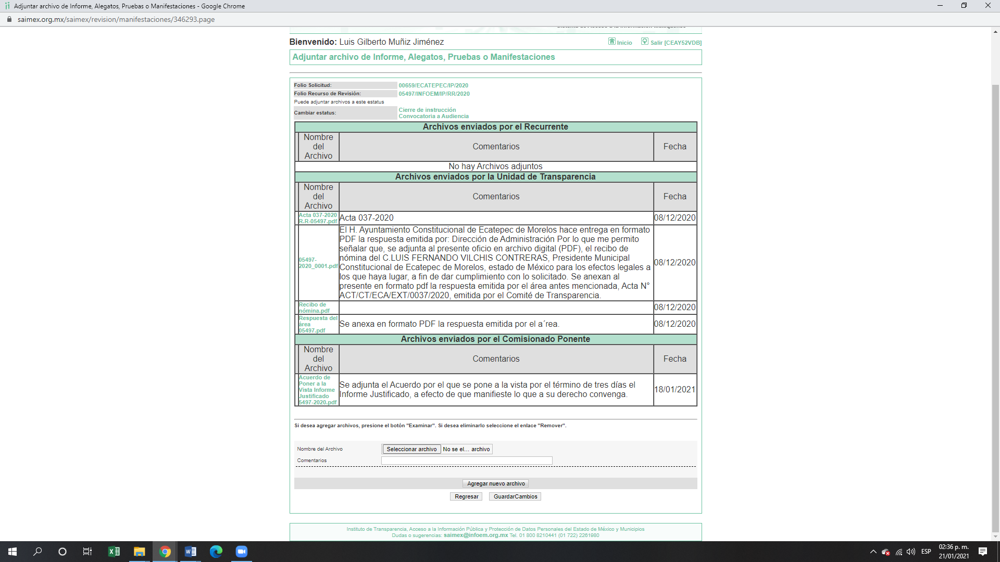 Adjuntar archivo de Informe, Alegatos, Pruebas o Manifestaciones - Google Chrome
saimex.org.mx/saimex/revision/manifestaciones/346293.page
Bienvenido: Luis Gilberto Muñiz Jiménez
Inicio
Salir [CEAY52VDB]
Adjuntar archivo de Informe, Alegatos, Pruebas o Manifestaciones
Folio Solicitud: 00659/ECATEPEC/IP/2020
Folio Recurso de Revisión: 05497/INFOEM/IP/RR/2020
Puede adjuntar archivos a este estatus
Cambiar estatus:
Cierre de instrucción
Convocatoria a Audiencia
Archivos enviados por el Recurrente
Nombre
del
Archivo
Comentarios
Fecha
No hay Archivos adjuntos
Archivos enviados por la Unidad de Transparencia
Nombre
del
Archivo
Comentarios
Fecha
Acta 037-2020
R.R-05497.pdf
Acta 037-2020
08/12/2020
05497-
2020_0001.pdf
El H. Ayuntamiento Constitucional de Ecatepec de Morelos hace entrega en formato
PDF la respuesta emitida por: Dirección de Administración Por lo que me permito
señalar que, se adjunta al presente oficio en archivo digital (PDF), el recibo de
nómina del C.LUIS FERNANDO VILCHIS CONTRERAS, Presidente Municipal
Constitucional de Ecatepec de Morelos, estado de México para los efectos legales a
los que haya lugar, a fin de dar cumplimiento con lo solicitado. Se anexan al
presente en formato pdf la respuesta emitida por el área antes mencionada, Acta N°
ACT/CT/ECA/EXT/0037/2020, emitida por el Comité de Transparencia.
08/12/2020
Recibo de
nómina.pdf
08/12/2020
Respuesta del
área
05497.pdf
Se anexa en formato PDF la respuesta emitida por el a´rea.
08/12/2020
Archivos enviados por el Comisionado Ponente
Nombre
del
Archivo
Comentarios
Fecha
Acuerdo de
Poner a la
Vista Informe
Justificado
5497-2020.pdf
Se adjunta el Acuerdo por el que se pone a la vista por el término de tres días el
Informe Justificado, a efecto de que manifieste lo que a su derecho convenga.
18/01/2021
Si desea agregar archivos, presione el botón "Examinar". Si desea eliminarlo seleccione el enlace "Remover".
Nombre del Archivo
Seleccionar archivo No se el... archivo
Comentarios
Agregar nuevo archivo
Regresar
GuardarCambios
Instituto de Transparencia, Acceso a la Información Pública y Protección de Datos Personales del Estado de México y Municipios
Dudas o sugerencias: saimex@infoem.org.mx Tel. 01 800 8210441 (01 722) 2261980
ESP
02:36 p. m.
21/01/2021